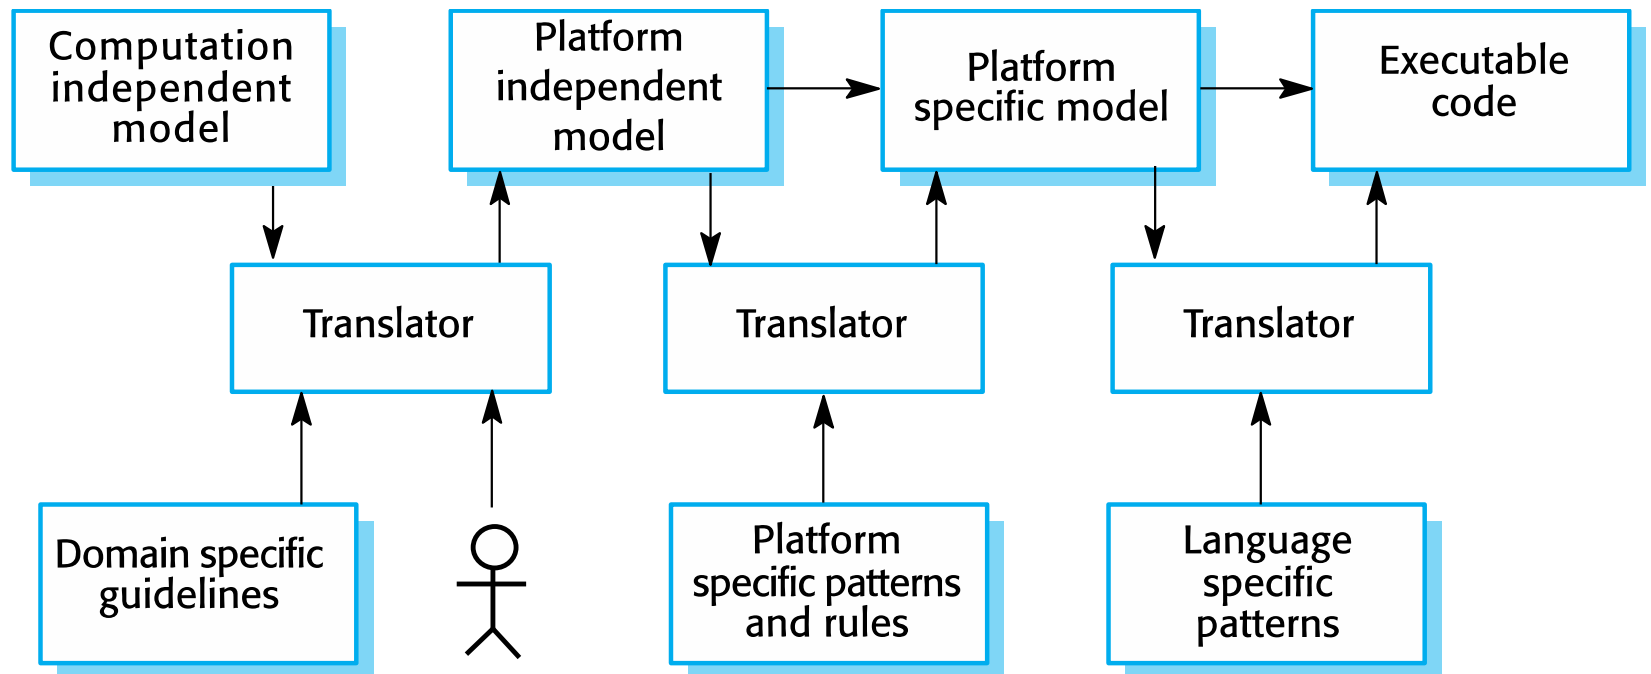 Computation
independent
model
Platform
independent
model
Platform
specific model
Executable
code
Translator
Translator
Translator
Domain specific
guidelines
Platform
specific patterns
and rules
Language
specific
patterns